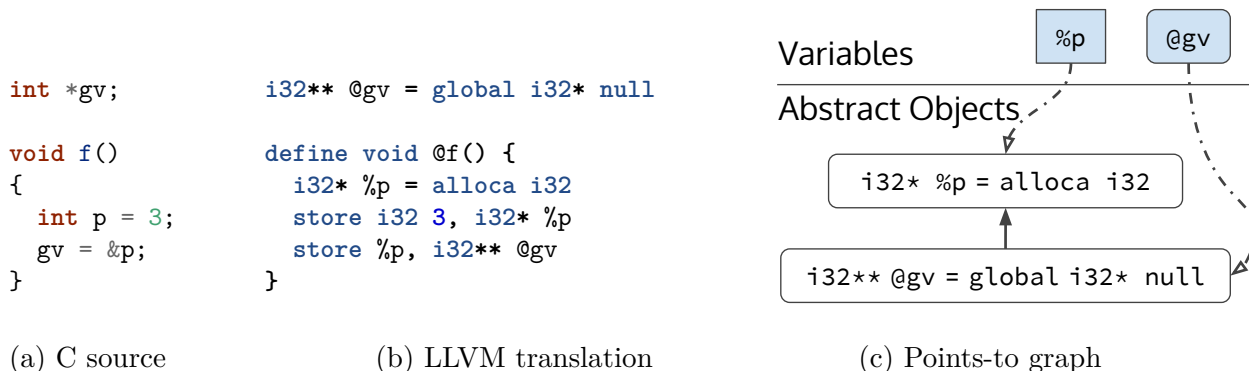 int *gv;
void f()
{
  int p = 3;
  gv = &p;
}
(a) C source
i32** @gv = global i32* null
define void @f() {
  i32* %p = alloca i32
  store i32 3, i32* %p
  store %p, i32** @gv
}
(b) LLVM translation
%p
@gv
Variables
Abstract Objects
i32* %p = alloca i32
i32** @gv = global i32* null
(c) Points-to graph